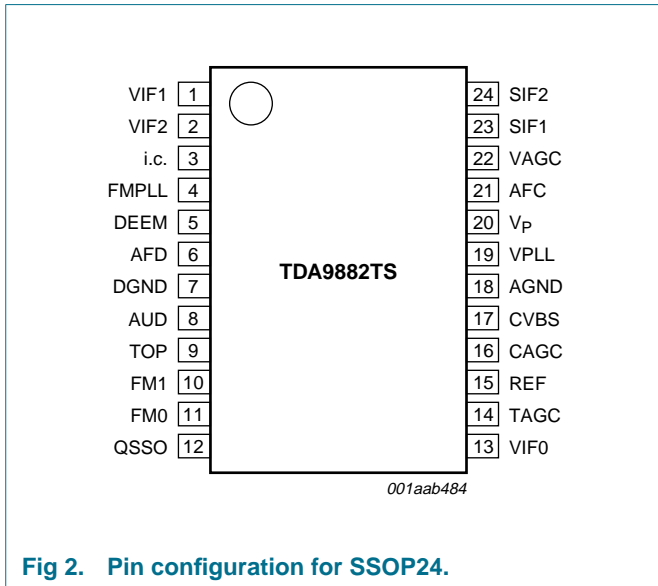 VIF1 1 24 SIF2
VIF2 2 23 SIF1
i.c. 3 22 VAGC
FMPLL 4 21 AFC
DEEM 5 20 VP
AFD 6 19 VPLL
TDA9882TS
DGND 7 18 AGND
AUD 8 17 CVBS
TOP 9 16 CAGC
FM1 10 15 REF
FM0 11 14 TAGC
QSSO 12 13 VIF0
001aab484
Fig 2. Pin configuration for SSOP24.